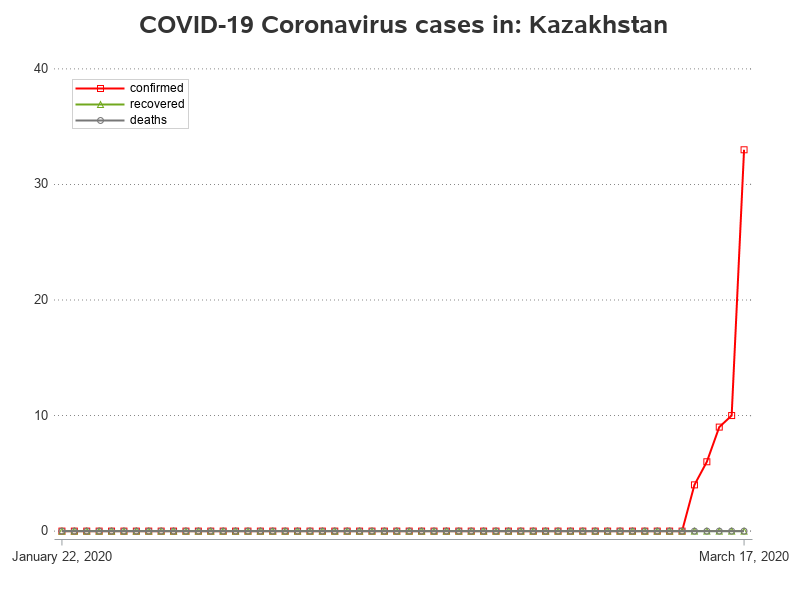 COVID-19 Coronavirus cases in: Kazakhstan
40
confirmed
recovered
deaths
30
20
10
0
January 22, 2020
March 17, 2020